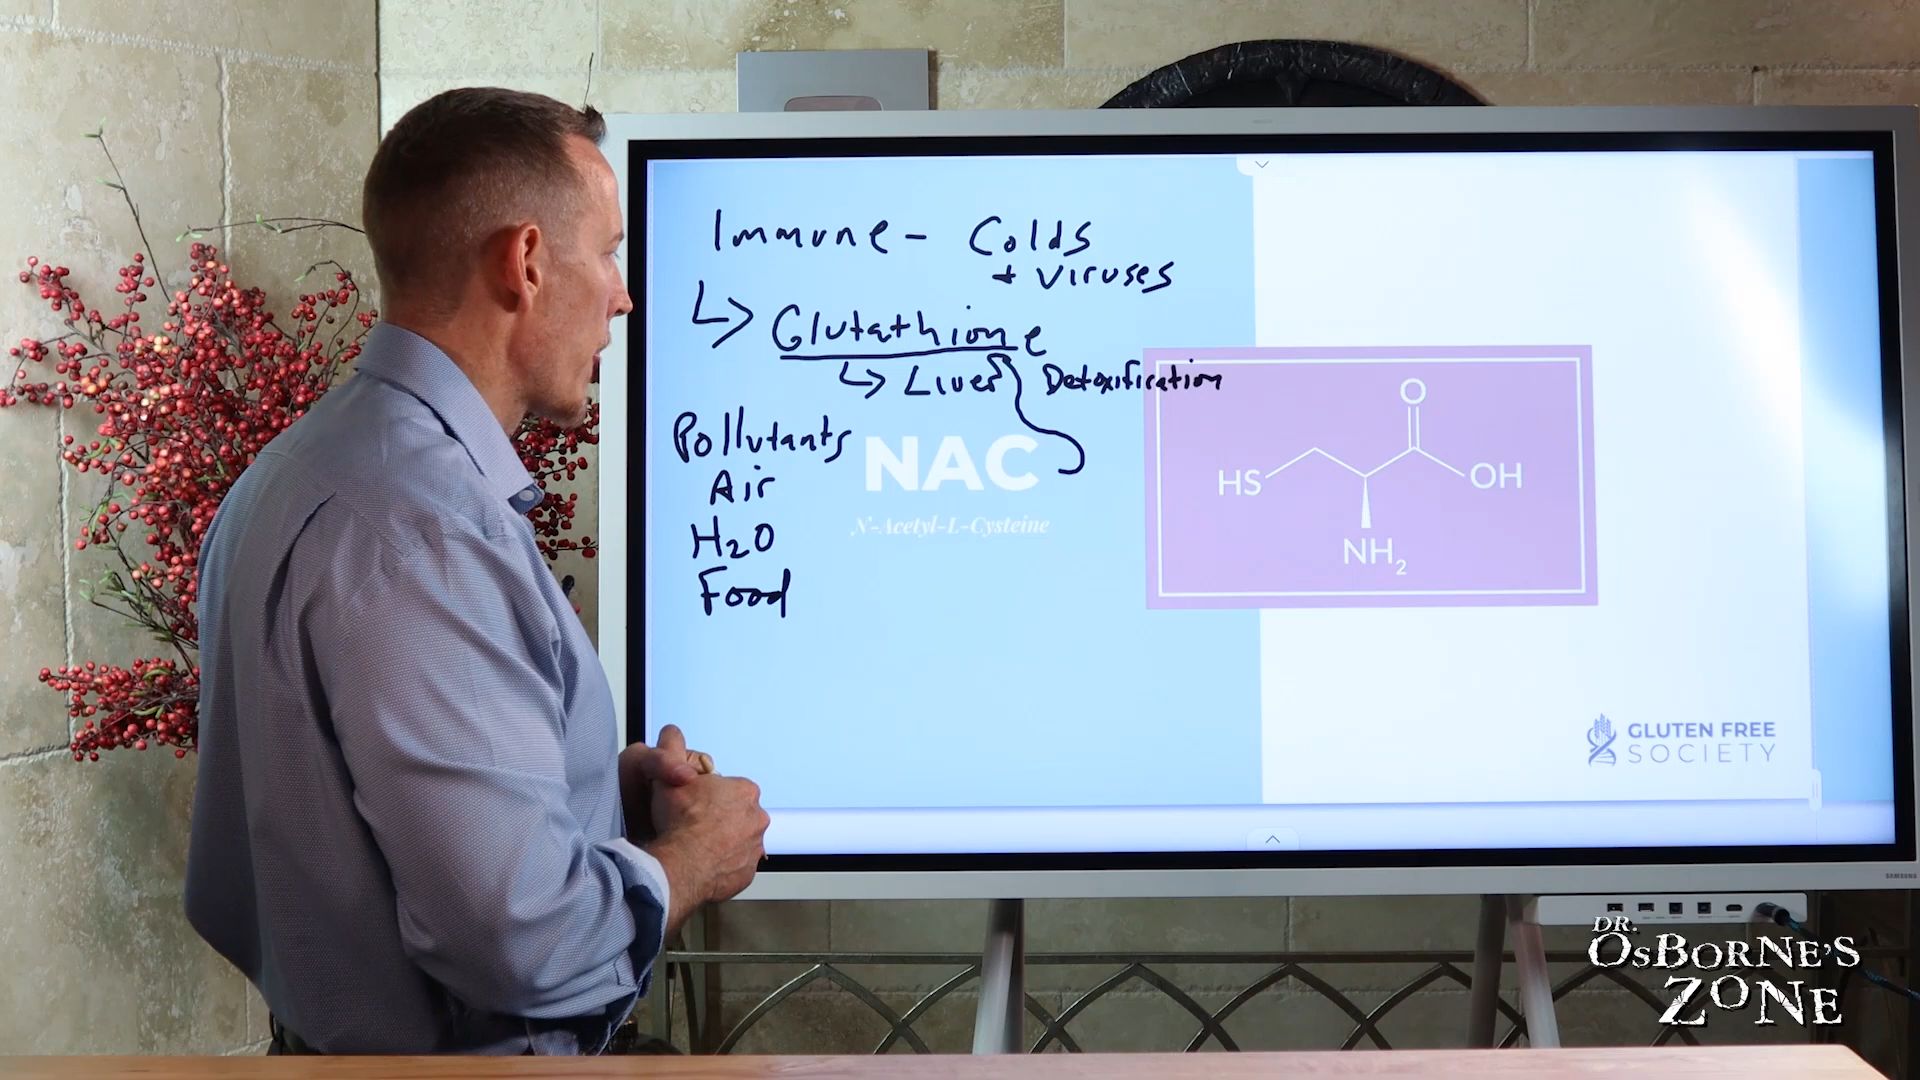 Immune - Colds
+ Viruses
↳ Glutathione
↳ Liver Detoxification
Pollutants
Air
H2O
Food
NAC
N-Acetyl-L-Cysteine
O
HS
OH
NH2
GLUTEN FREE
SOCIETY
SAMSUNG
DR.
OSBORNE'S
ZONE